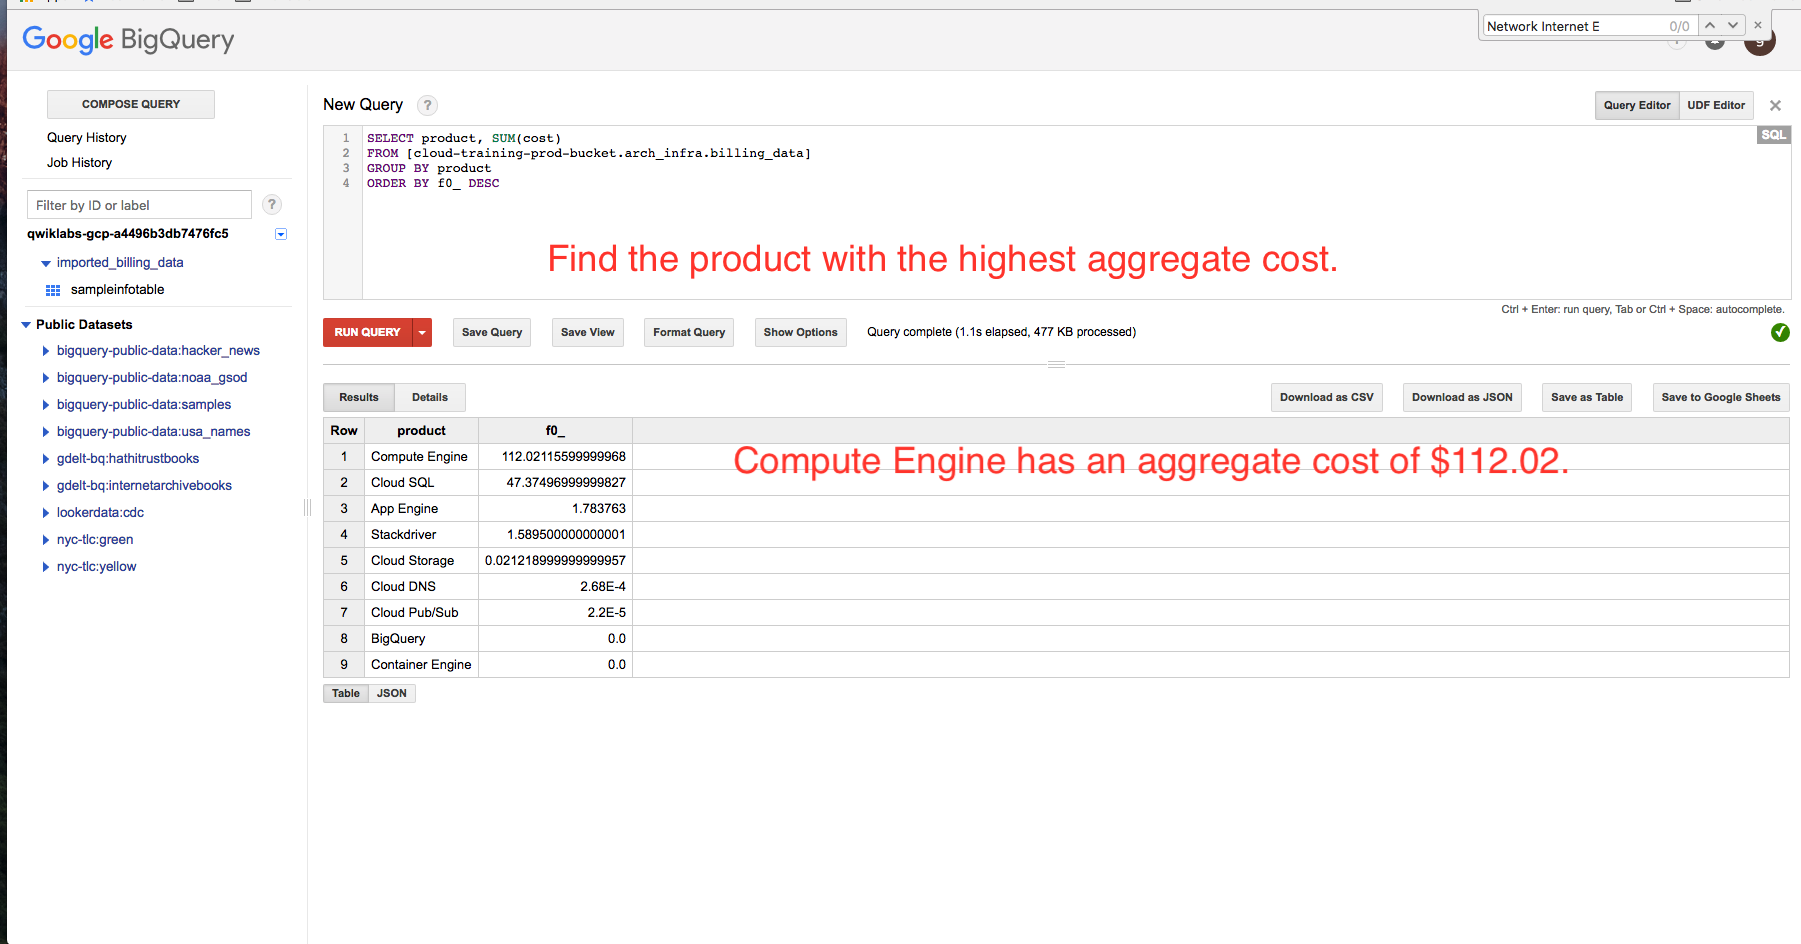 Network Internet E 0/0
Google BigQuery
COMPOSE QUERY
Query History
Job History
Filter by ID or label ?
qwiklabs-gcp-a4496b3db7476fc5
imported_billing_data
sampleinfotable
Public Datasets
bigquery-public-data:hacker_news
bigquery-public-data:noaa_gsod
bigquery-public-data:samples
bigquery-public-data:usa_names
gdelt-bq:hathitrustbooks
gdelt-bq:internetarchivebooks
lookerdata:cdc
nyc-tlc:green
nyc-tlc:yellow
New Query ?
Query Editor UDF Editor
SQL
1 SELECT product, SUM(cost)
2 FROM [cloud-training-prod-bucket.arch_infra.billing_data]
3 GROUP BY product
4 ORDER BY f0_ DESC
Find the product with the highest aggregate cost.
Ctrl + Enter: run query, Tab or Ctrl + Space: autocomplete.
RUN QUERY Save Query Save View Format Query Show Options Query complete (1.1s elapsed, 477 KB processed)
Results Details Download as CSV Download as JSON Save as Table Save to Google Sheets
Row product f0_
1 Compute Engine 112.02115599999968
Compute Engine has an aggregate cost of $112.02.
2 Cloud SQL 47.37496999999827
3 App Engine 1.783763
4 Stackdriver 1.589500000000001
5 Cloud Storage 0.021218999999999957
6 Cloud DNS 2.68E-4
7 Cloud Pub/Sub 2.2E-5
8 BigQuery 0.0
9 Container Engine 0.0
Table JSON